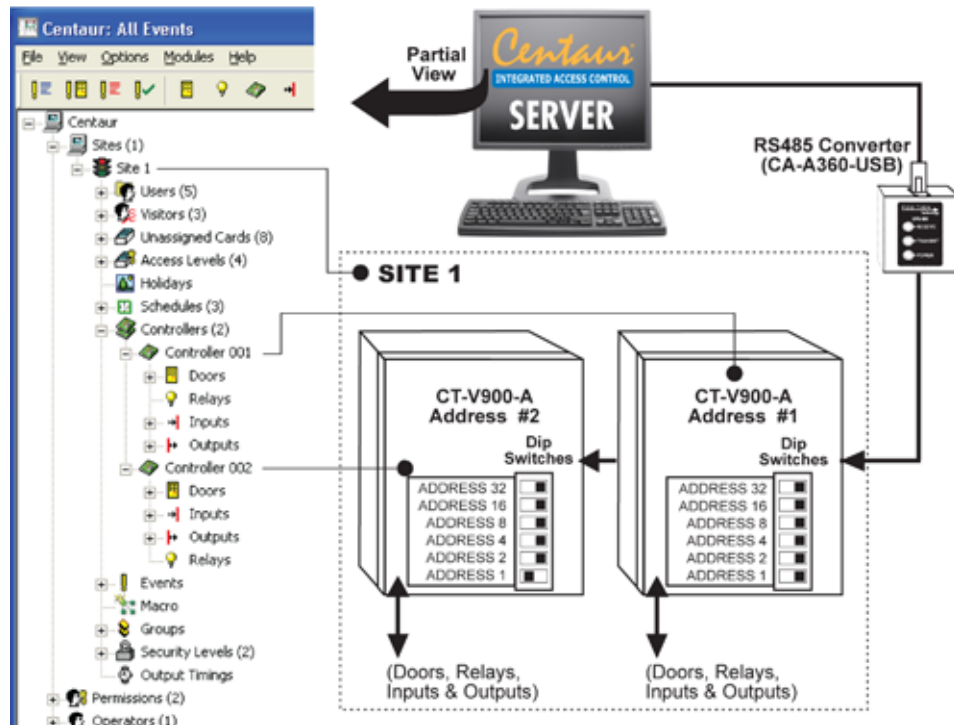 Centaur: All Events
File View Options Modules Help
Centaur
Sites (1)
Site 1
Users (5)
Visitors (3)
Unassigned Cards (8)
Access Levels (4)
Holidays
Schedules (3)
Controllers (2)
Controller 001
Doors
Relays
Inputs
Outputs
Controller 002
Doors
Inputs
Outputs
Relays
Events
Macro
Groups
Security Levels (2)
Output Timings
Permissions (2)
Operators (1)
Partial
View
Centaur
INTEGRATED ACCESS CONTROL
SERVER
RS485 Converter
(CA-A360-USB)
SITE 1
CT-V900-A
Address #2
Dip
Switches
ADDRESS 32
ADDRESS 16
ADDRESS 8
ADDRESS 4
ADDRESS 2
ADDRESS 1
(Doors, Relays,
Inputs & Outputs)
CT-V900-A
Address #1
Dip
Switches
ADDRESS 32
ADDRESS 16
ADDRESS 8
ADDRESS 4
ADDRESS 2
ADDRESS 1
(Doors, Relays,
Inputs & Outputs)